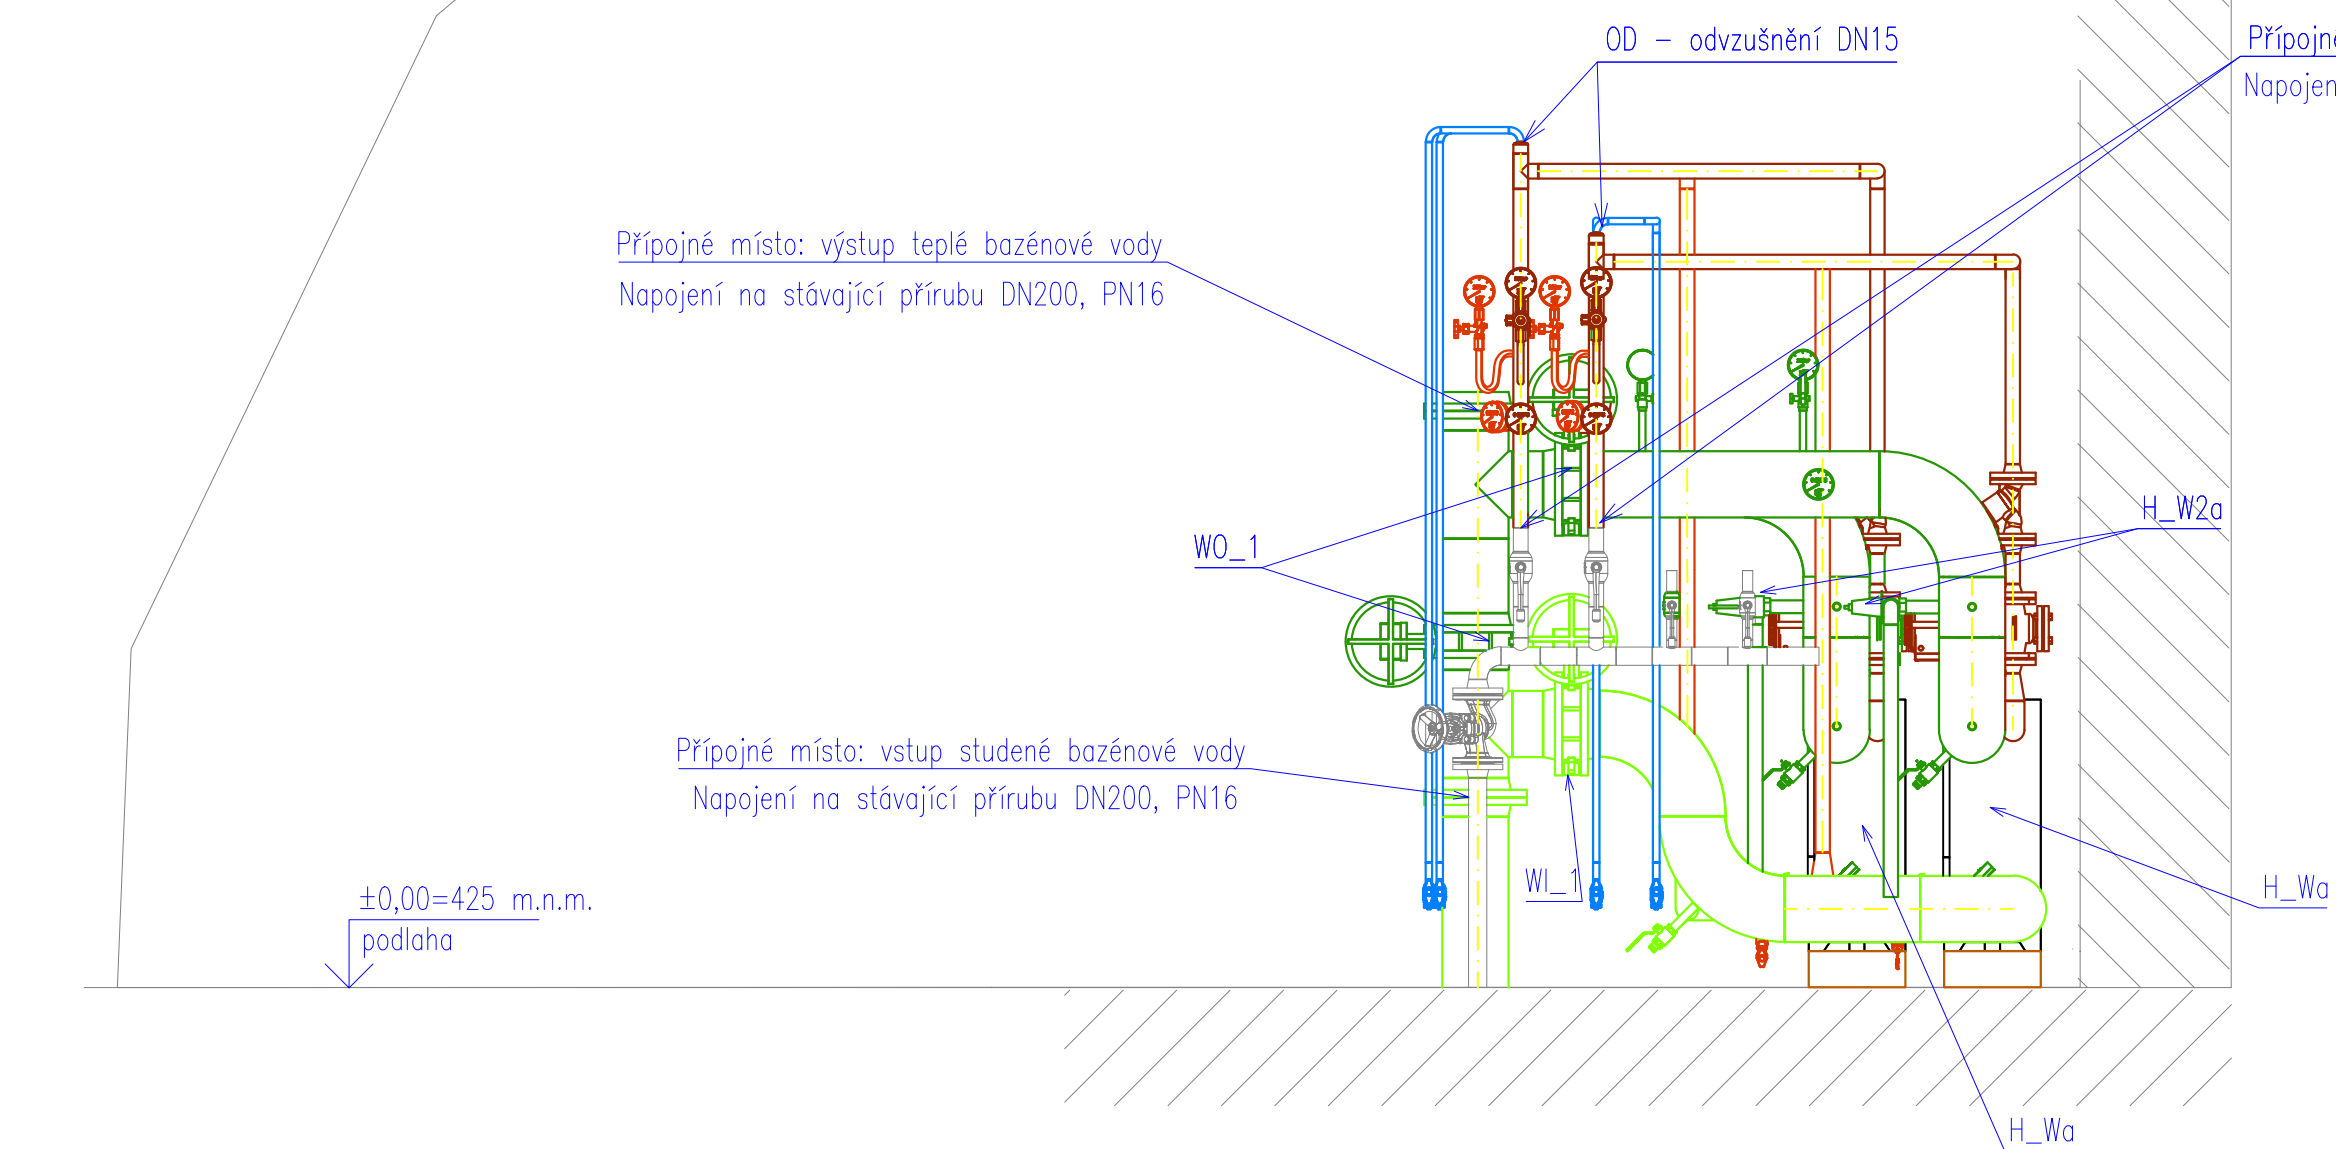 OD – odvzušnění DN15
Napojen
Přípojné místo: výstup teplé bazénové vody
Napojení na stávající přírubu DN200, PN16
H_W2a
WO_1
Přípojné místo: vstup studené bazénové vody
Napojení na stávající přírubu DN200, PN16
WI_1
H_Wa
±0,00=425 m.n.m.
podlaha
H_Wa